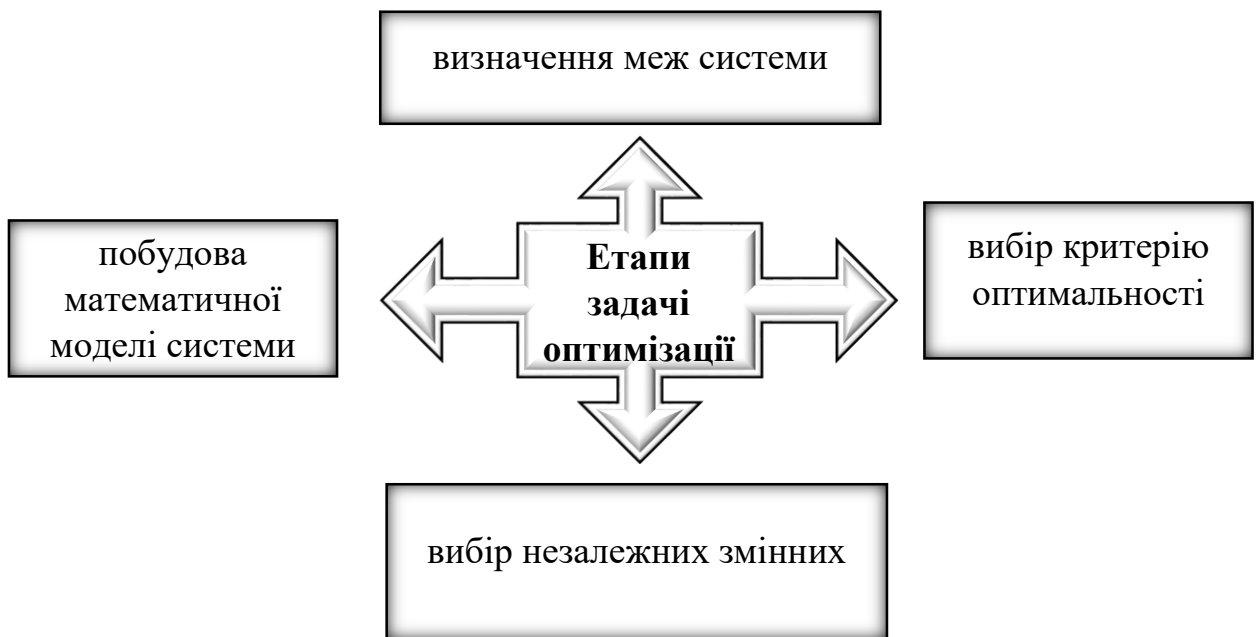 визначення меж системи
побудова
математичної
моделі системи
Етапи
задачі
оптимізації
вибір критерію
оптимальності
вибір незалежних змінних